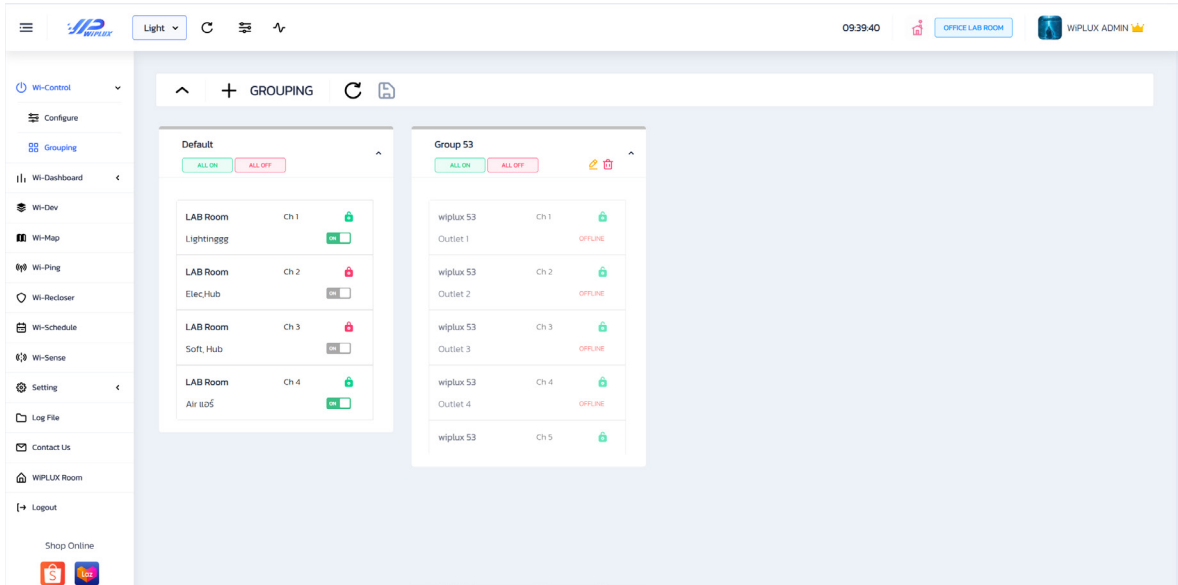 WiPLUX
Light
09:39:40
OFFICE LAB ROOM
WiPLUX ADMIN
Wi-Control
Configure
Grouping
Wi-Dashboard
Wi-Dev
Wi-Map
Wi-Ping
Wi-Recloser
Wi-Schedule
Wi-Sense
Setting
Log File
Contact Us
WiPLUX Room
Logout
Shop Online
S
Laz
GROUPING
Default
ALL ON ALL OFF
LAB Room Ch 1
Lightinggg ON
LAB Room Ch 2
Elec,Hub ON
LAB Room Ch 3
Soft, Hub ON
LAB Room Ch 4
Air แอร์ ON
Group 53
ALL ON ALL OFF
wiplux 53 Ch 1
Outlet 1 OFFLINE
wiplux 53 Ch 2
Outlet 2 OFFLINE
wiplux 53 Ch 3
Outlet 3 OFFLINE
wiplux 53 Ch 4
Outlet 4 OFFLINE
wiplux 53 Ch 5